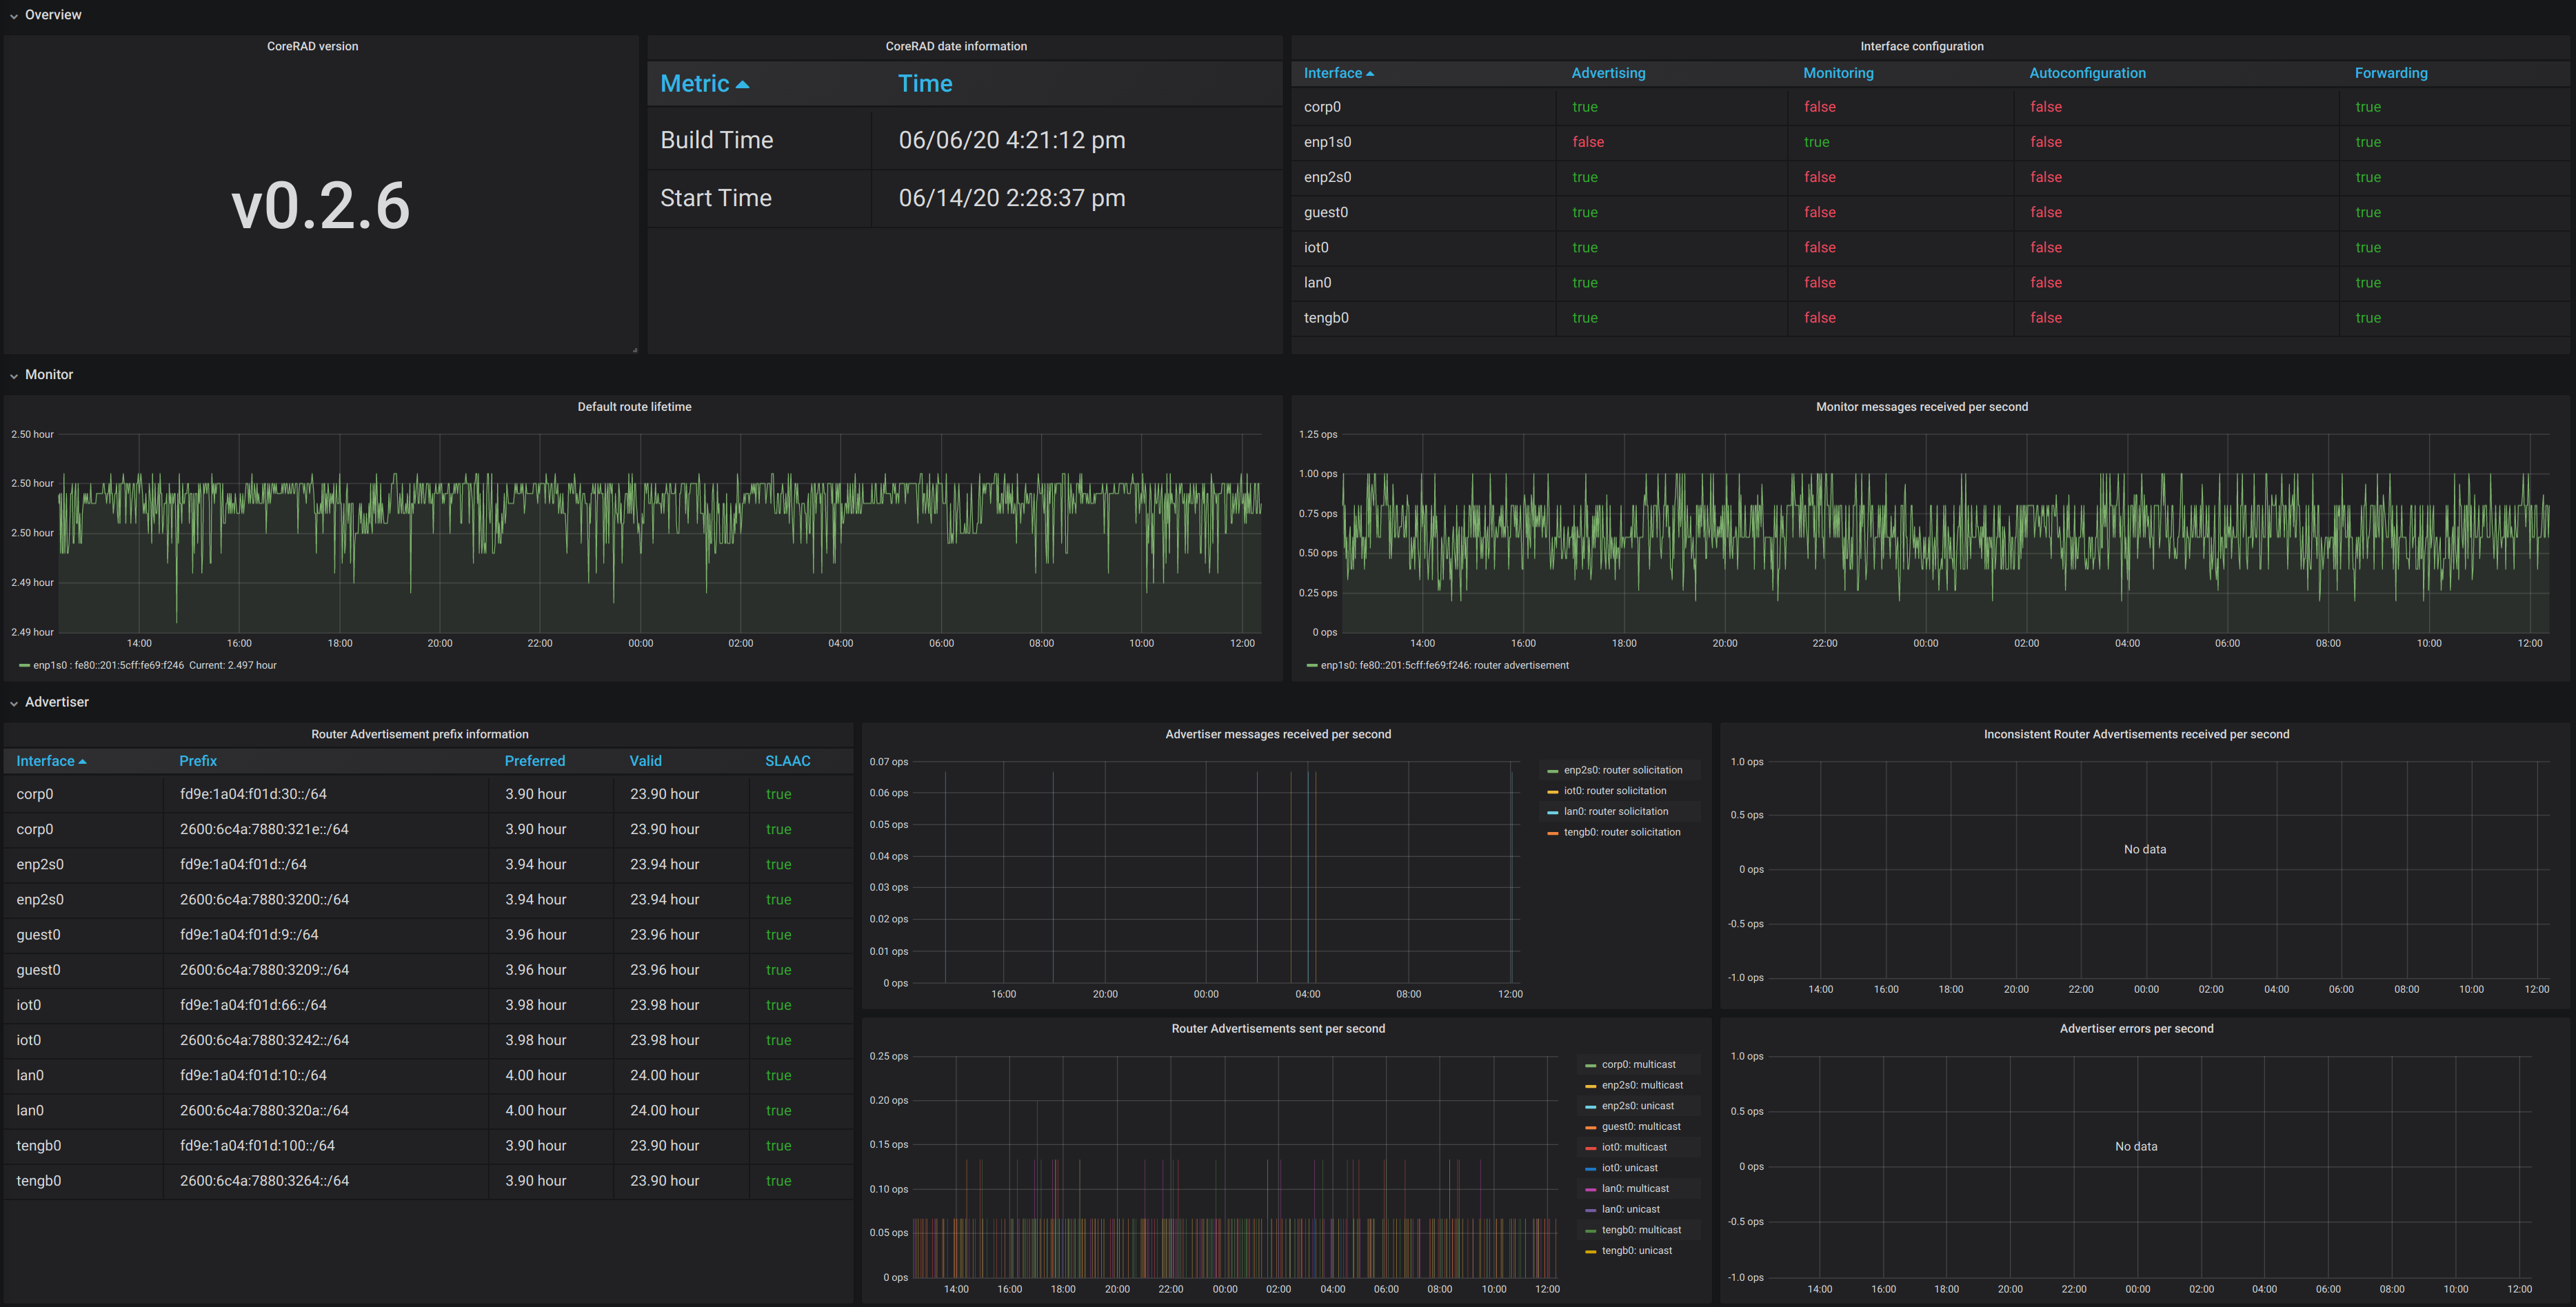 Overview
CoreRAD version
v0.2.6
CoreRAD date information
Metric Time
Build Time 06/06/20 4:21:12 pm
Start Time 06/14/20 2:28:37 pm
Interface configuration
Interface Advertising Monitoring Autoconfiguration Forwarding
corp0 true false false true
enp1s0 false true false true
enp2s0 true false false true
guest0 true false false true
iot0 true false false true
lan0 true false false true
tengb0 true false false true
Monitor
Default route lifetime
2.50 hour
2.50 hour
2.50 hour
2.49 hour
2.49 hour
14:00 16:00 18:00 20:00 22:00 00:00 02:00 04:00 06:00 08:00 10:00 12:00
enp1s0 : fe80::201:5cff:fe69:f246 Current: 2.497 hour
Monitor messages received per second
1.25 ops
1.00 ops
0.75 ops
0.50 ops
0.25 ops
0 ops
14:00 16:00 18:00 20:00 22:00 00:00 02:00 04:00 06:00 08:00 10:00 12:00
enp1s0: fe80::201:5cff:fe69:f246: router advertisement
Advertiser
Router Advertisement prefix information
Interface Prefix Preferred Valid SLAAC
corp0 fd9e:1a04:f01d:30::/64 3.90 hour 23.90 hour true
corp0 2600:6c4a:7880:321e::/64 3.90 hour 23.90 hour true
enp2s0 fd9e:1a04:f01d::/64 3.94 hour 23.94 hour true
enp2s0 2600:6c4a:7880:3200::/64 3.94 hour 23.94 hour true
guest0 fd9e:1a04:f01d:9::/64 3.96 hour 23.96 hour true
guest0 2600:6c4a:7880:3209::/64 3.96 hour 23.96 hour true
iot0 fd9e:1a04:f01d:66::/64 3.98 hour 23.98 hour true
iot0 2600:6c4a:7880:3242::/64 3.98 hour 23.98 hour true
lan0 fd9e:1a04:f01d:10::/64 4.00 hour 24.00 hour true
lan0 2600:6c4a:7880:320a::/64 4.00 hour 24.00 hour true
tengb0 fd9e:1a04:f01d:100::/64 3.90 hour 23.90 hour true
tengb0 2600:6c4a:7880:3264::/64 3.90 hour 23.90 hour true
Advertiser messages received per second
0.07 ops
0.06 ops
0.05 ops
0.04 ops
0.03 ops
0.02 ops
0.01 ops
0 ops
16:00 20:00 00:00 04:00 08:00 12:00
enp2s0: router solicitation
iot0: router solicitation
lan0: router solicitation
tengb0: router solicitation
Inconsistent Router Advertisements received per second
1.0 ops
0.5 ops
0 ops
-0.5 ops
-1.0 ops
No data
14:00 16:00 18:00 20:00 22:00 00:00 02:00 04:00 06:00 08:00 10:00 12:00
Router Advertisements sent per second
0.25 ops
0.20 ops
0.15 ops
0.10 ops
0.05 ops
0 ops
14:00 16:00 18:00 20:00 22:00 00:00 02:00 04:00 06:00 08:00 10:00 12:00
corp0: multicast
enp2s0: multicast
enp2s0: unicast
guest0: multicast
iot0: multicast
iot0: unicast
lan0: multicast
lan0: unicast
tengb0: multicast
tengb0: unicast
Advertiser errors per second
1.0 ops
0.5 ops
0 ops
-0.5 ops
-1.0 ops
No data
14:00 16:00 18:00 20:00 22:00 00:00 02:00 04:00 06:00 08:00 10:00 12:00